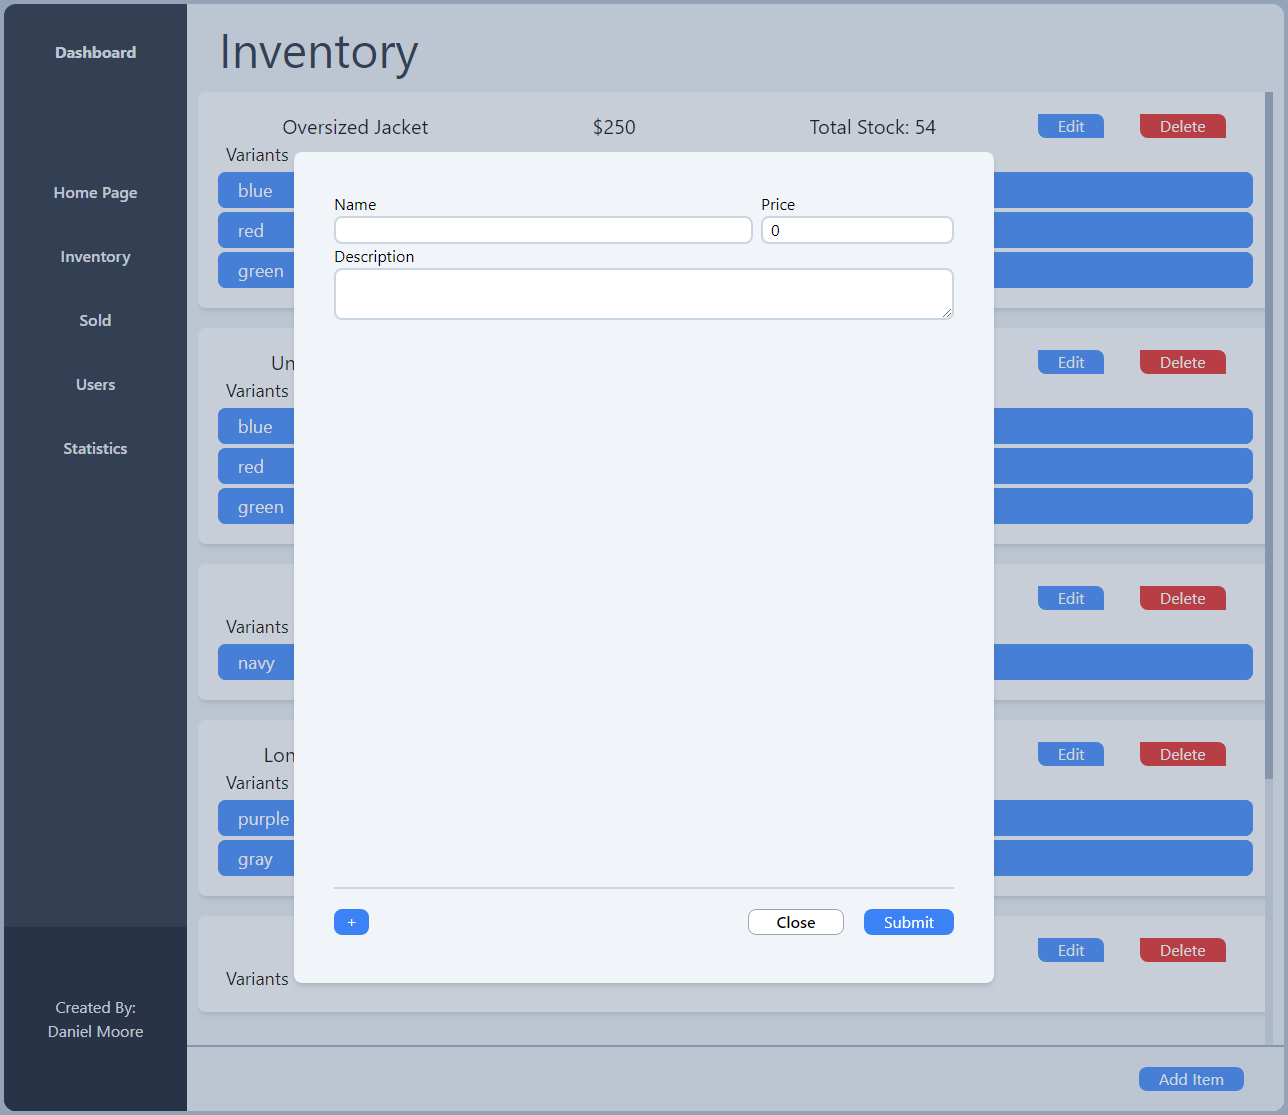 Dashboard
Home Page
Inventory
Sold
Users
Statistics
Created By:
Daniel Moore
Inventory
Oversized Jacket $250 Total Stock: 54 Edit Delete
Variants
blue
red
green
Un Edit Delete
Variants
blue
red
green
Edit Delete
Variants
navy
Lon Edit Delete
Variants
purple
gray
Edit Delete
Variants
Add Item
Name Price
0
Description
+ Close Submit